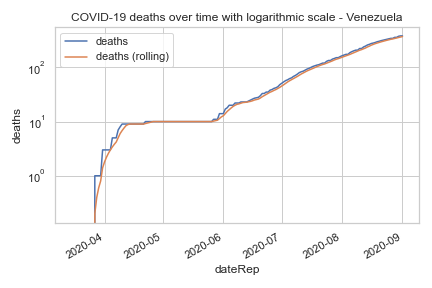 COVID-19 deaths over time with logarithmic scale - Venezuela
deaths
deaths (rolling)
deaths
10²
10¹
10⁰
2020-04
2020-05
2020-06
2020-07
2020-08
2020-09
dateRep